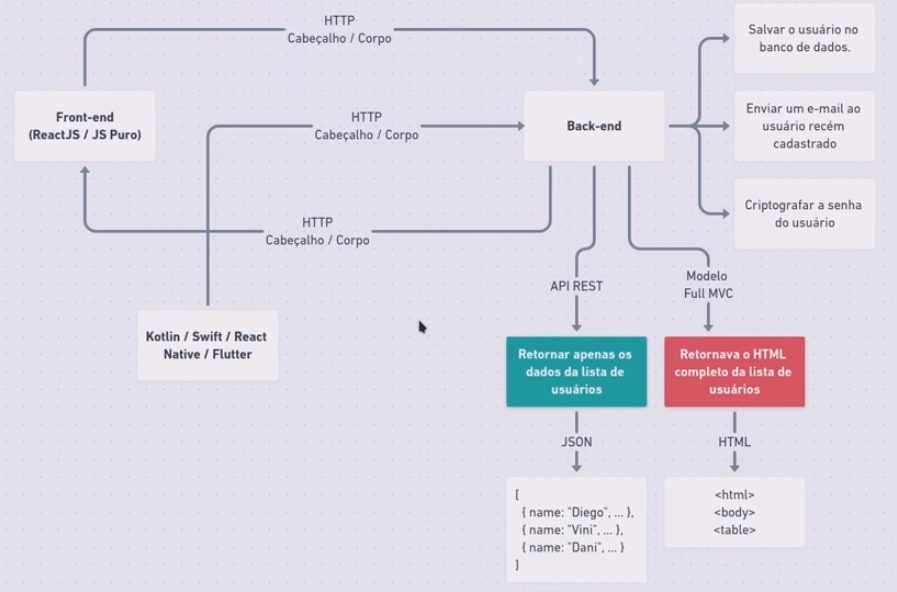 HTTP
Cabeçalho / Corpo
Salvar o usuário no
banco de dados.
Front-end
(ReactJS / JS Puro)
HTTP
Cabeçalho / Corpo
Back-end
Enviar um e-mail ao
usuário recém
cadastrado
Criptografar a senha
do usuário
HTTP
Cabeçalho / Corpo
API REST
Modelo
Full MVC
Kotlin / Swift / React
Native / Flutter
Retornar apenas os
dados da lista de
usuários
Retornava o HTML
completo da lista de
usuários
JSON
HTML
[
{ name: "Diego", ... },
{ name: "Vini", ... },
{ name: "Dani", ... }
]
<html>
<body>
<table>